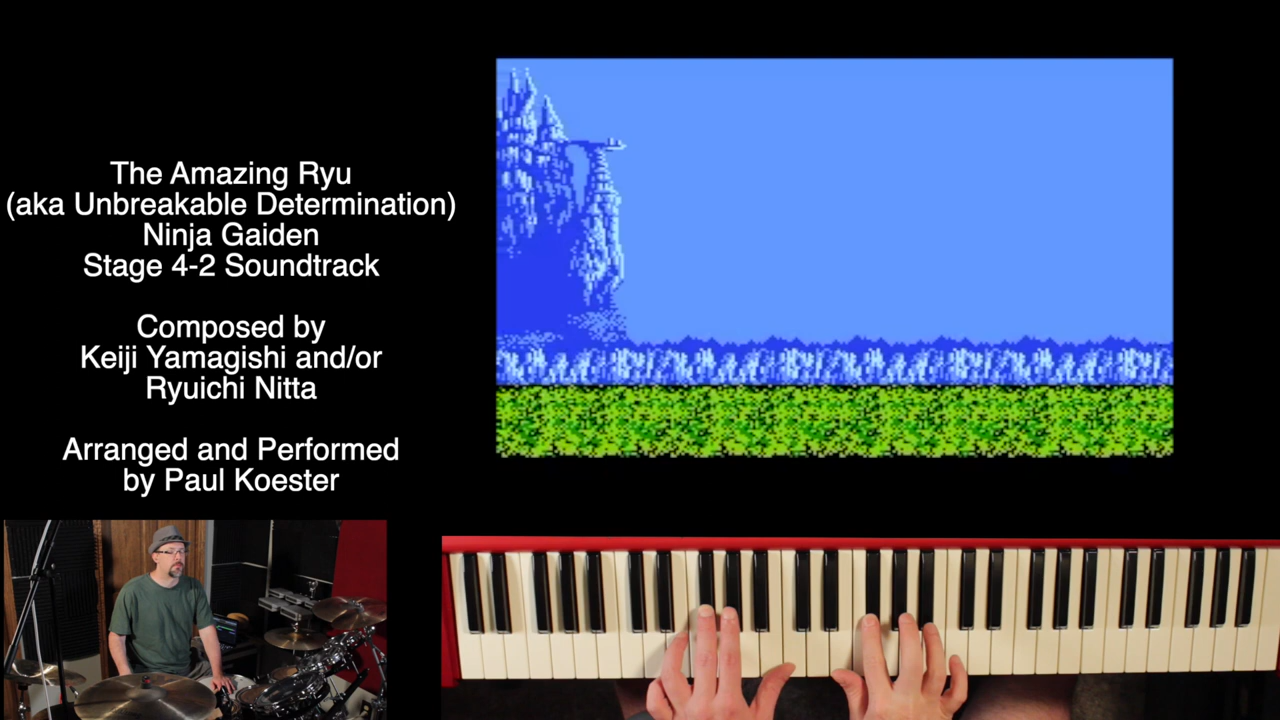 The Amazing Ryu
(aka Unbreakable Determination)
Ninja Gaiden
Stage 4-2 Soundtrack
Composed by
Keiji Yamagishi and/or
Ryuichi Nitta
Arranged and Performed
by Paul Koester